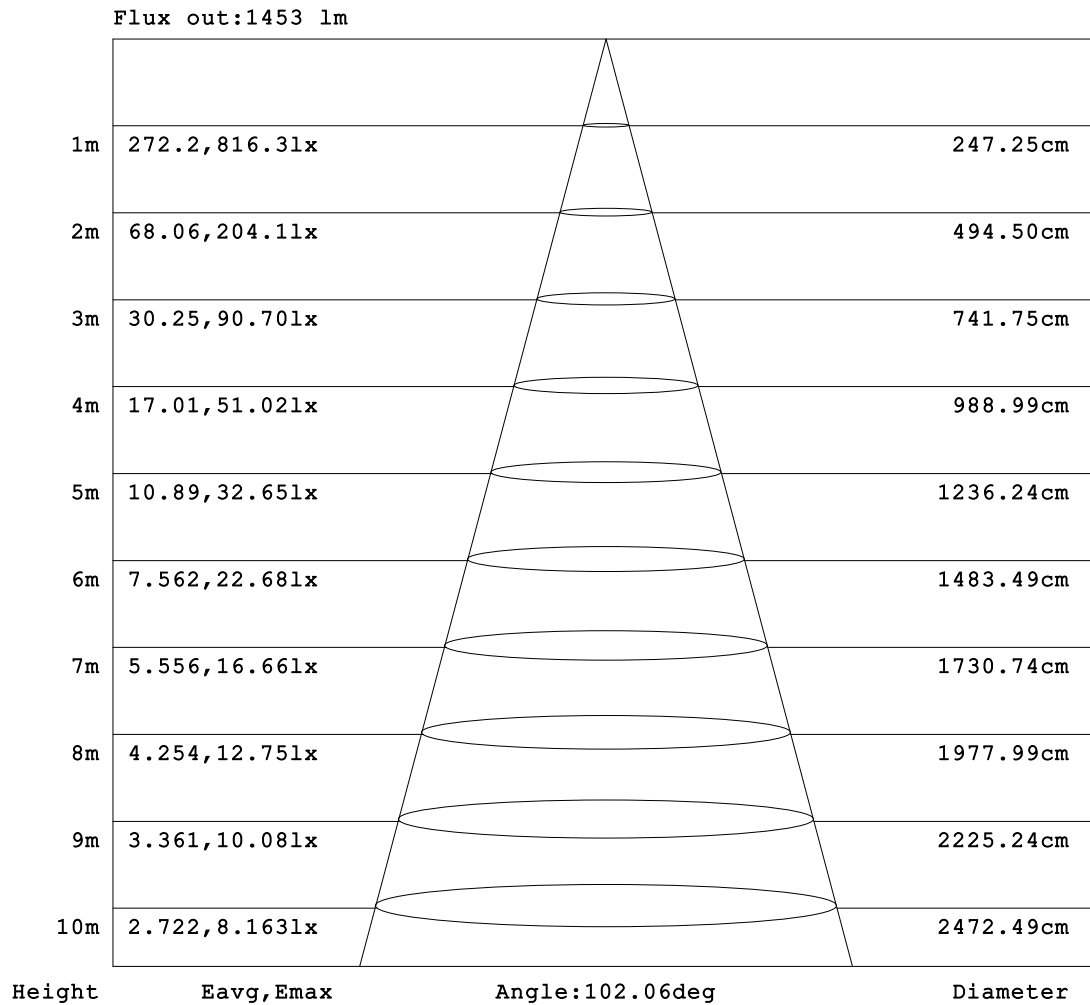 Flux out:1453 lm
1m 272.2,816.3lx 247.25cm
2m 68.06,204.1lx 494.50cm
3m 30.25,90.70lx 741.75cm
4m 17.01,51.02lx 988.99cm
5m 10.89,32.65lx 1236.24cm
6m 7.562,22.68lx 1483.49cm
7m 5.556,16.66lx 1730.74cm
8m 4.254,12.75lx 1977.99cm
9m 3.361,10.08lx 2225.24cm
10m 2.722,8.163lx 2472.49cm
Height Eavg,Emax Angle:102.06deg Diameter